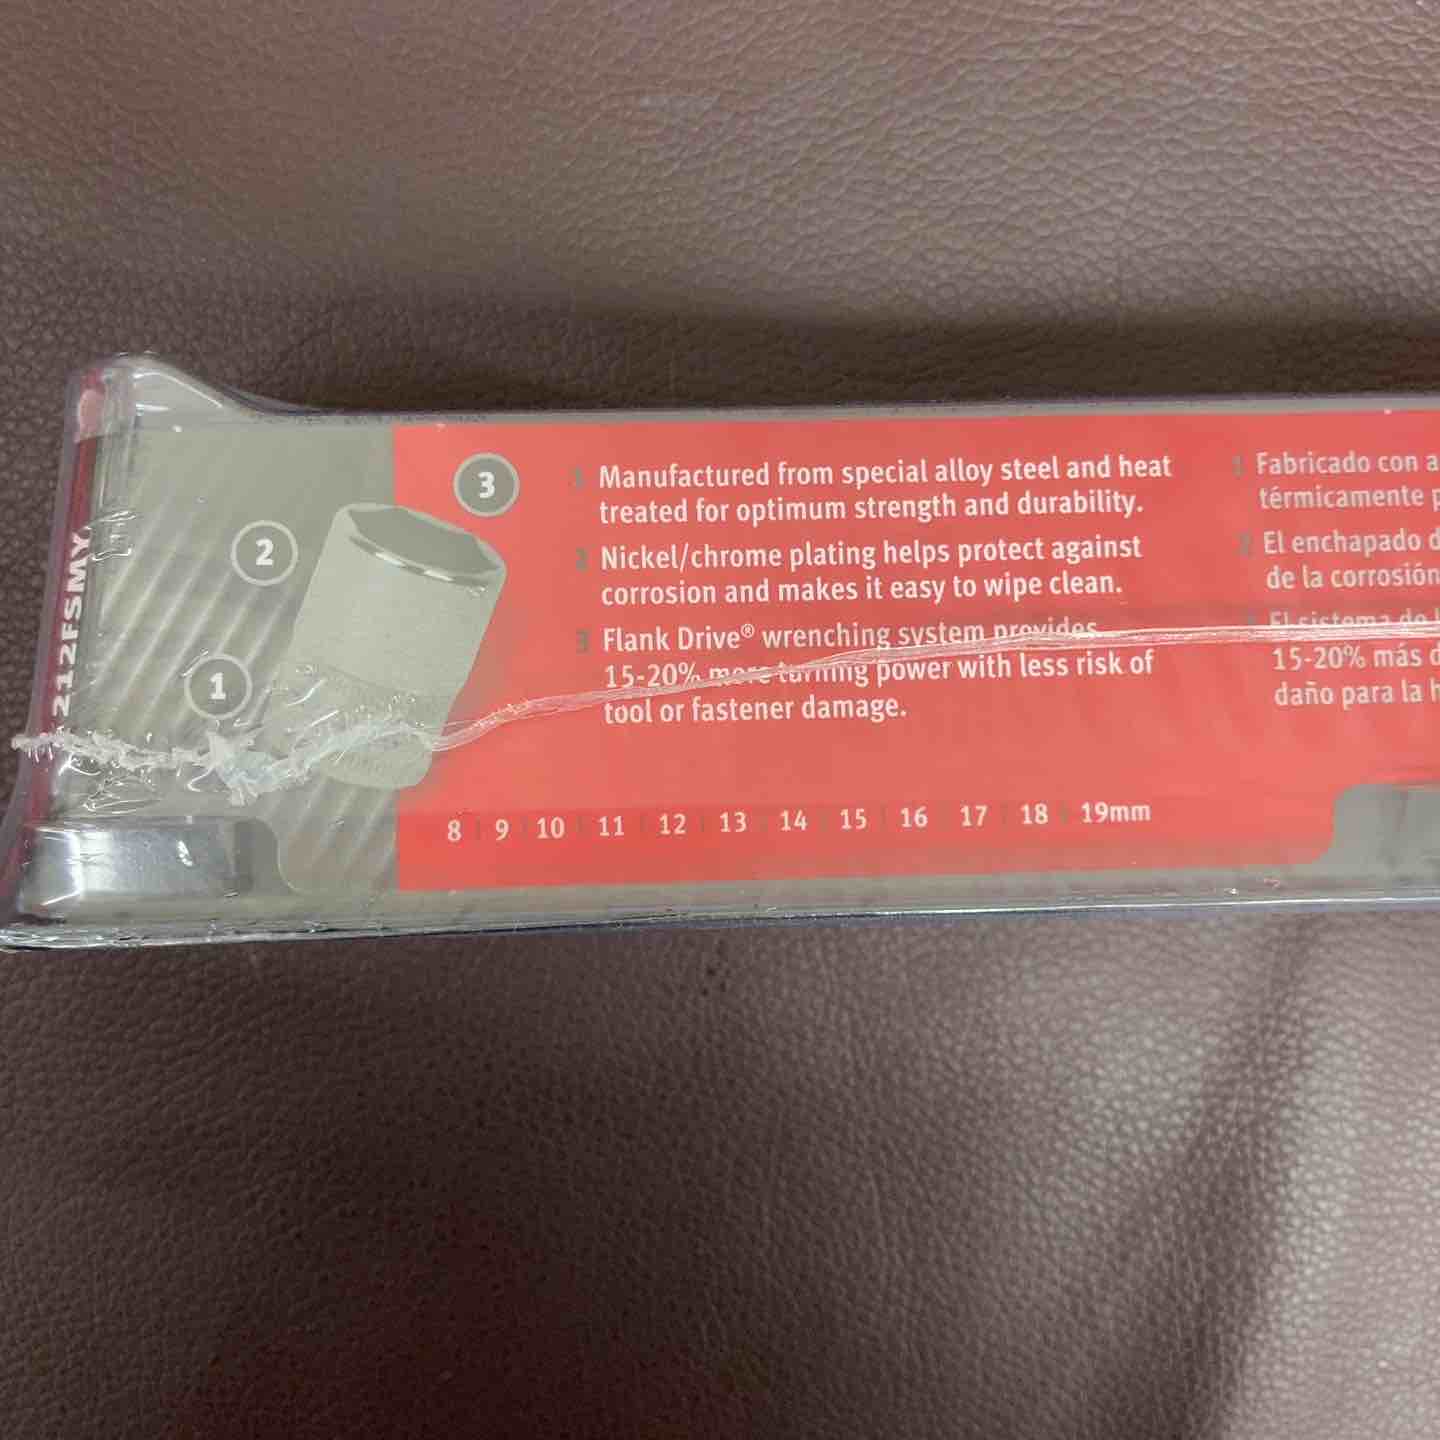 212FSMY
3
2
1
1 Manufactured from special alloy steel and heat
treated for optimum strength and durability.
2 Nickel/chrome plating helps protect against
corrosion and makes it easy to wipe clean.
3 Flank Drive® wrenching system provides
15-20% more turning power with less risk of
tool or fastener damage.
1 Fabricado con a
térmicamente p
2 El enchapado d
de la corrosión
El sistema de
15-20% más d
daño para la h
8 9 10 11 12 13 14 15 16 17 18 19mm